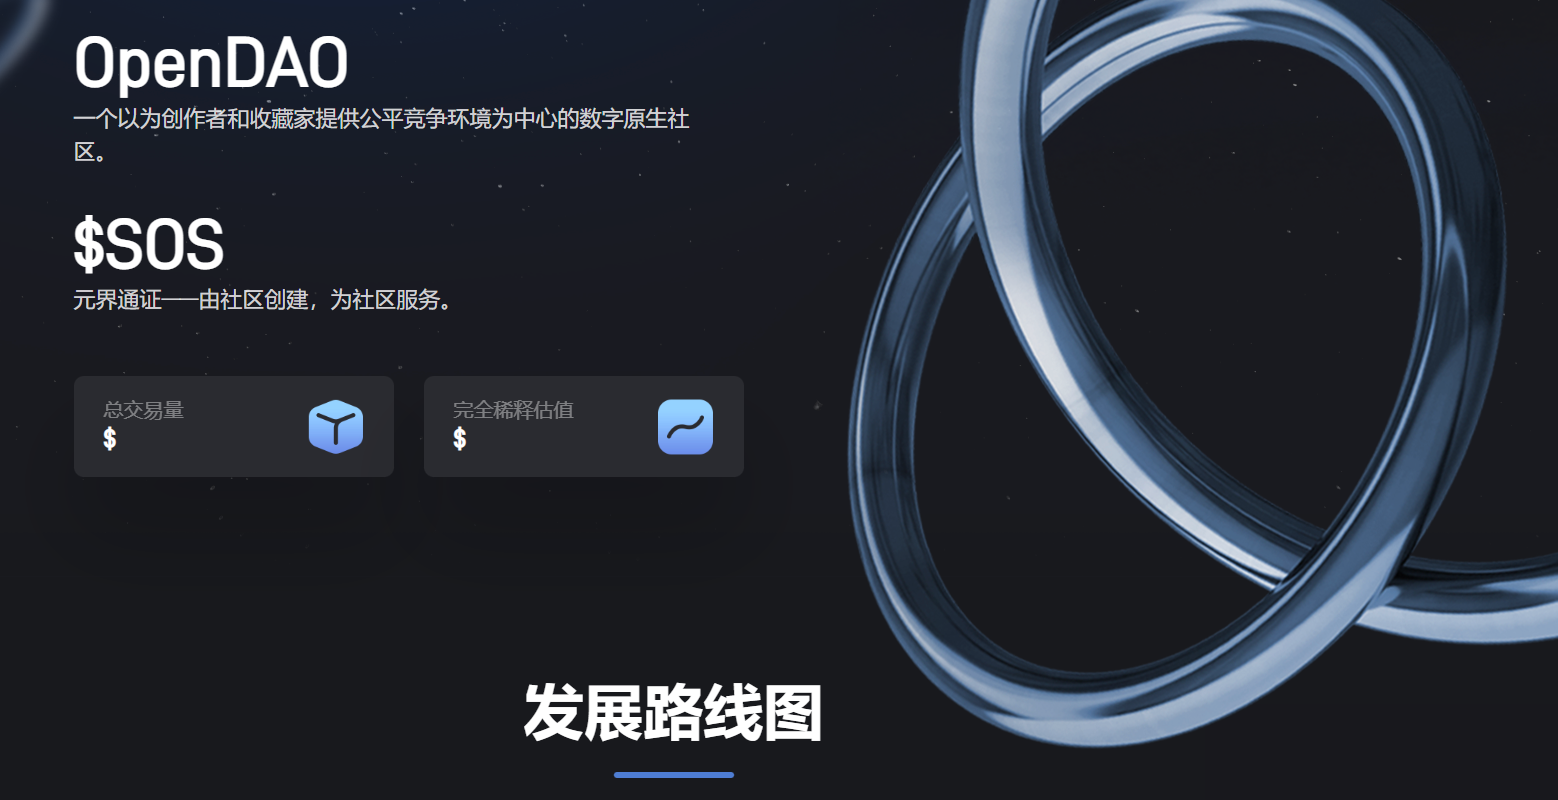 OpenDAO
一个以为创作者和收藏家提供公平竞争环境为中心的数字原生社
区。
$SOS
元界通证——由社区创建，为社区服务。
总交易量
$
完全稀释估值
$
发展路线图